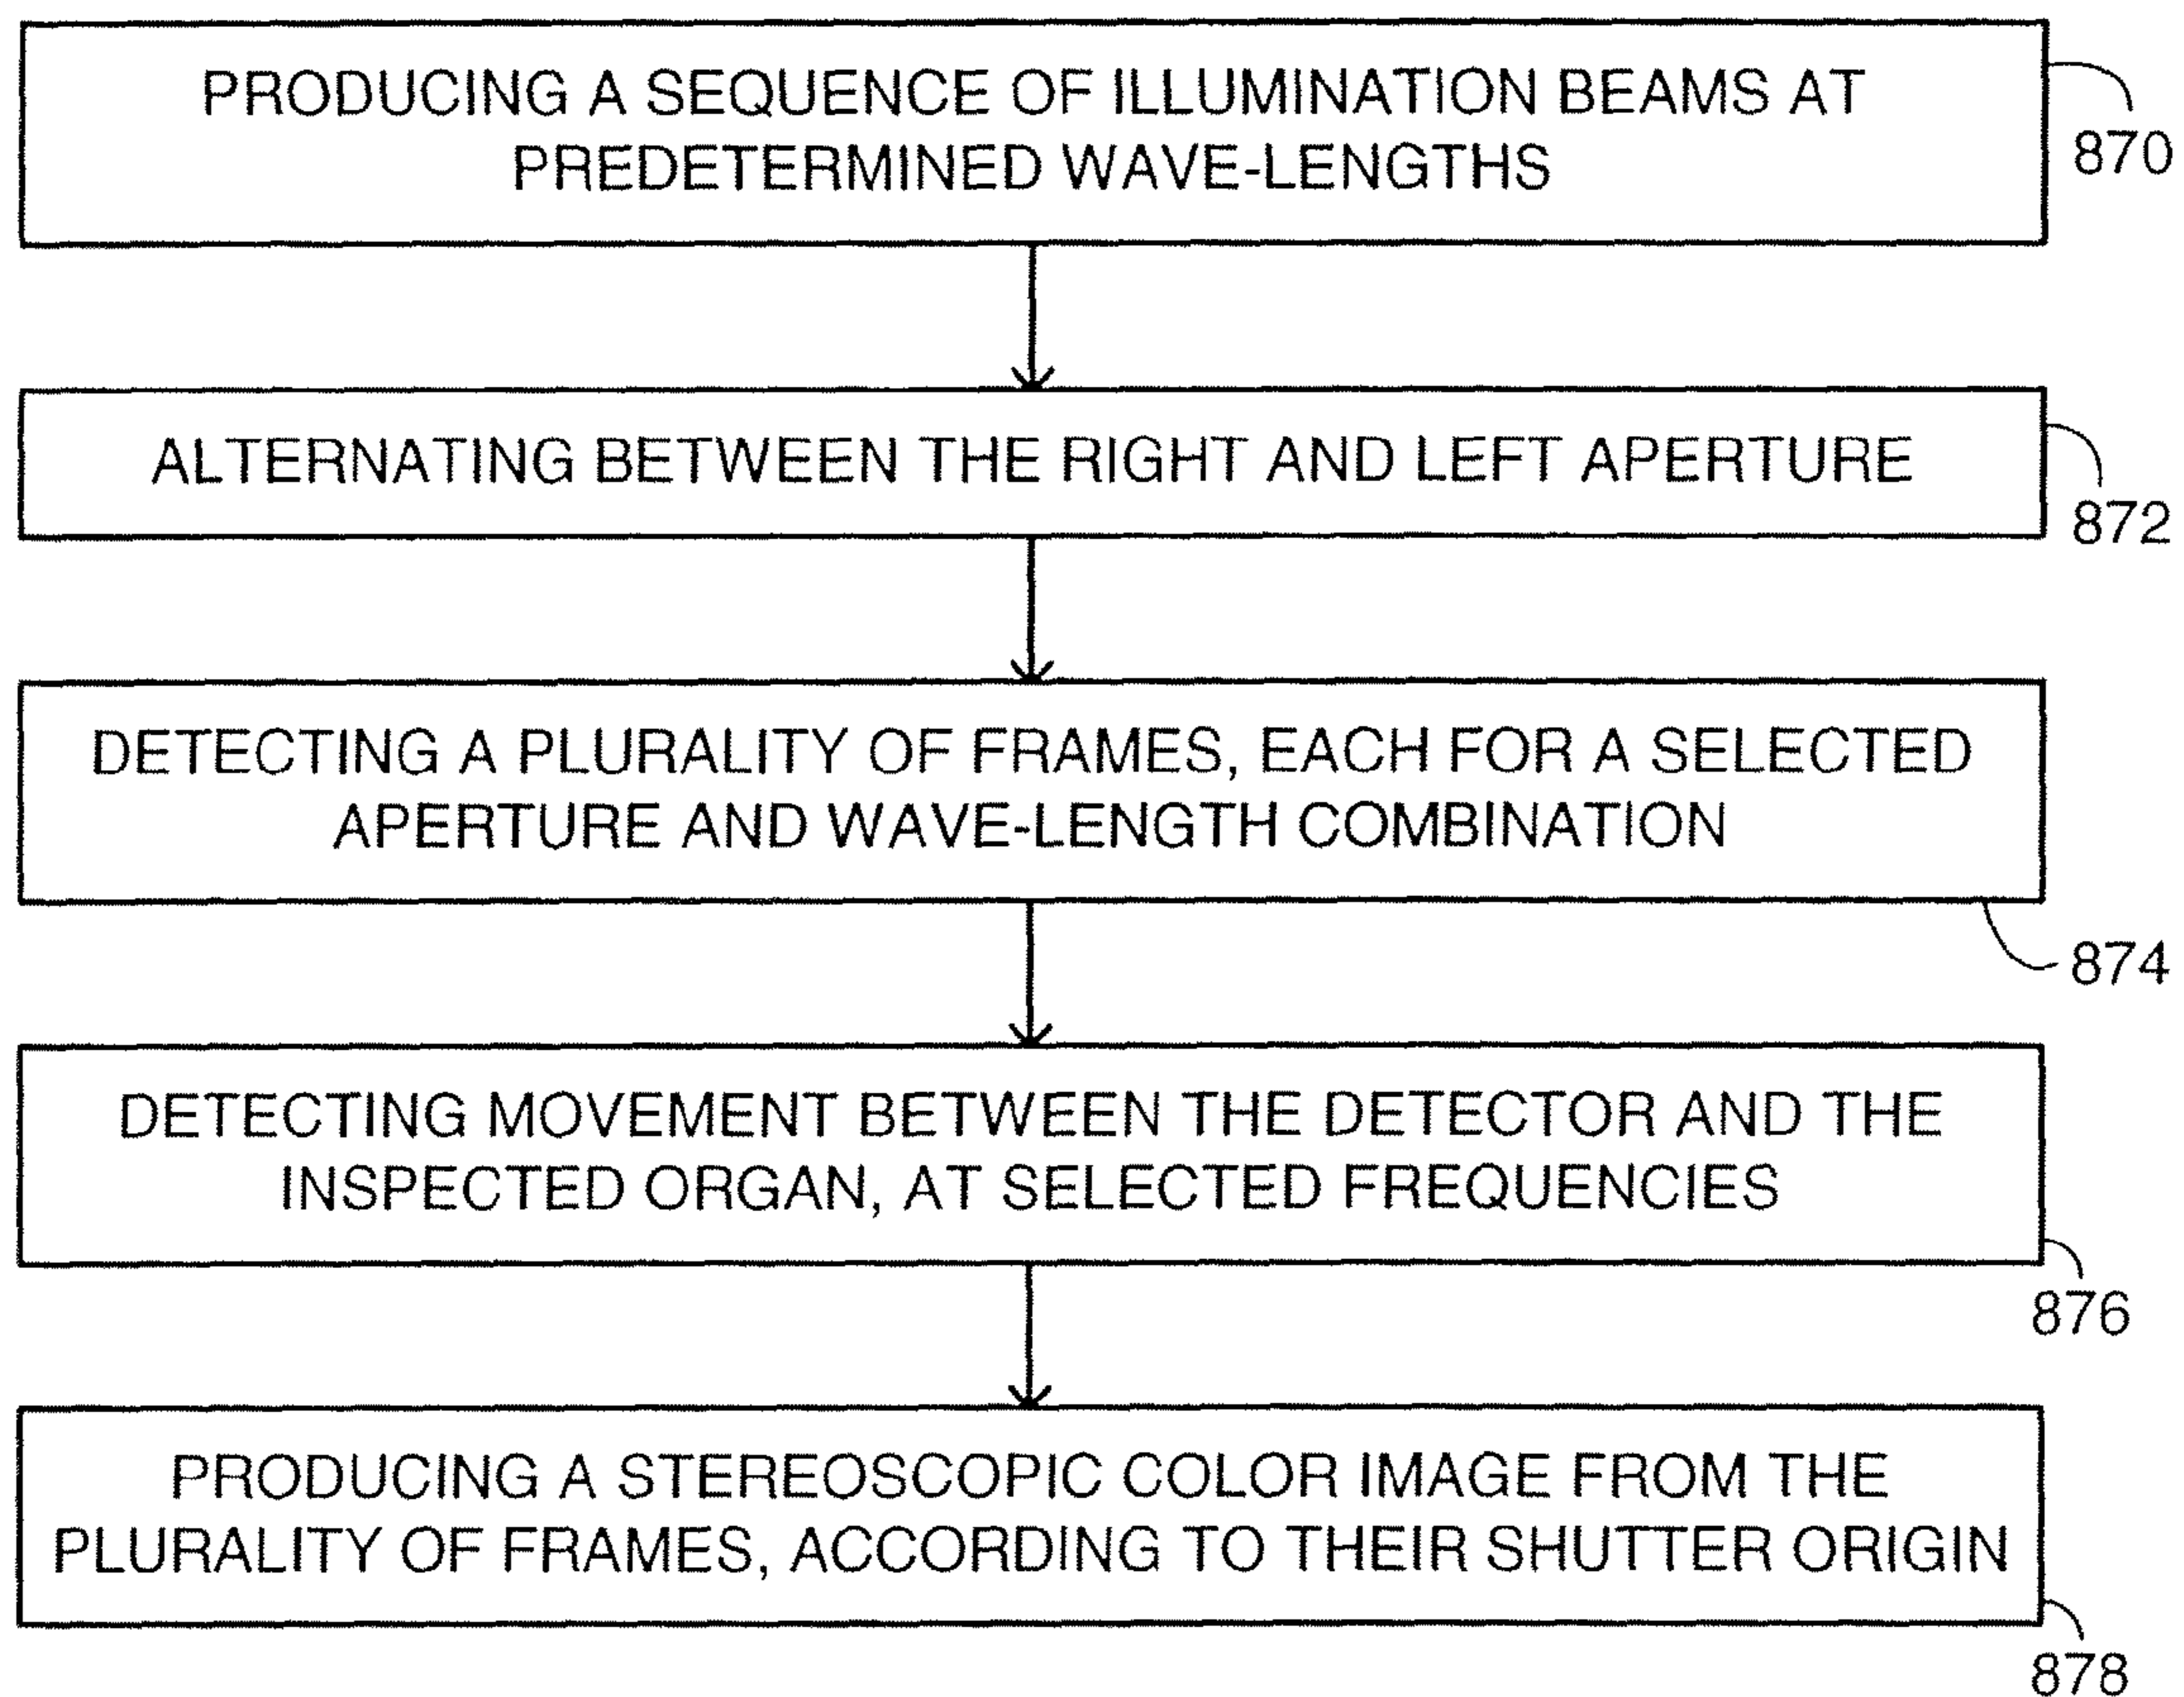 PRODUCING A SEQUENCE OF ILLUMINATION BEAMS AT
PREDETERMINED WAVE-LENGTHS
870
ALTERNATING BETWEEN THE RIGHT AND LEFT APERTURE
872
DETECTING A PLURALITY OF FRAMES, EACH FOR A SELECTED
APERTURE AND WAVE-LENGTH COMBINATION
874
DETECTING MOVEMENT BETWEEN THE DETECTOR AND THE
INSPECTED ORGAN, AT SELECTED FREQUENCIES
876
PRODUCING A STEREOSCOPIC COLOR IMAGE FROM THE
PLURALITY OF FRAMES, ACCORDING TO THEIR SHUTTER ORIGIN
878